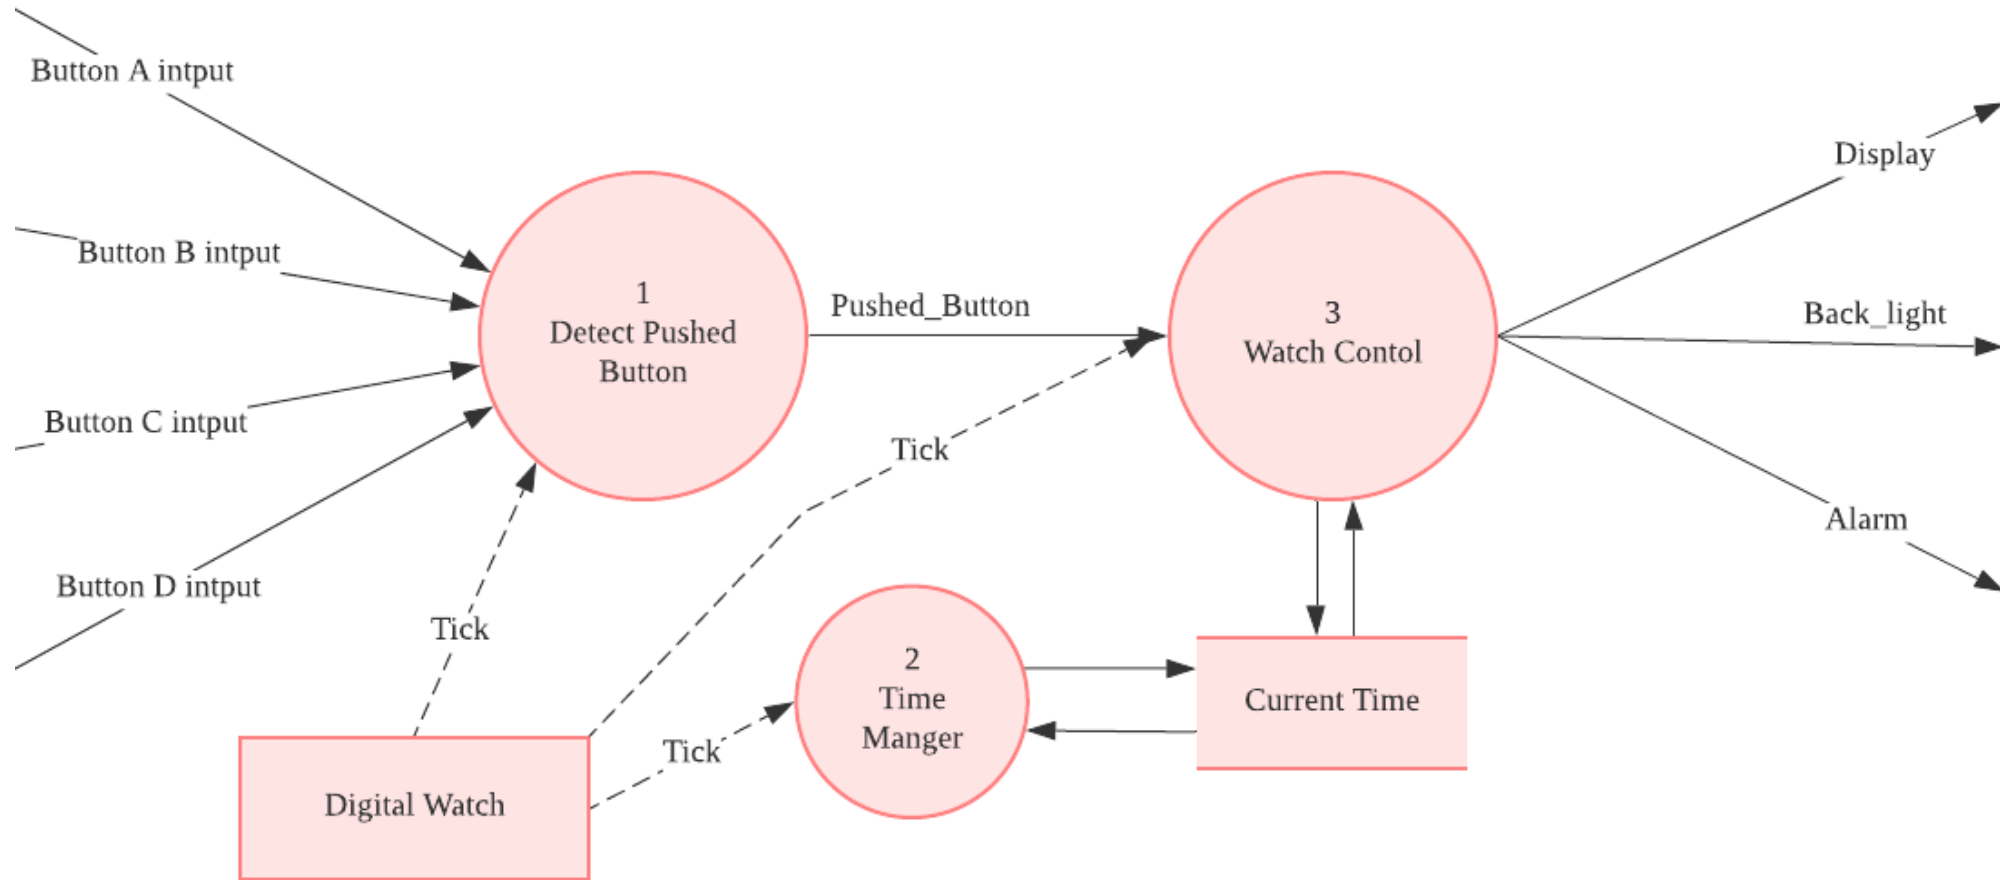 Button A intput
Button B intput
Button C intput
Button D intput
1
Detect Pushed
Button
Pushed_Button
3
Watch Contol
Display
Back_light
Alarm
Tick
Tick
Tick
2
Time
Manger
Current Time
Digital Watch